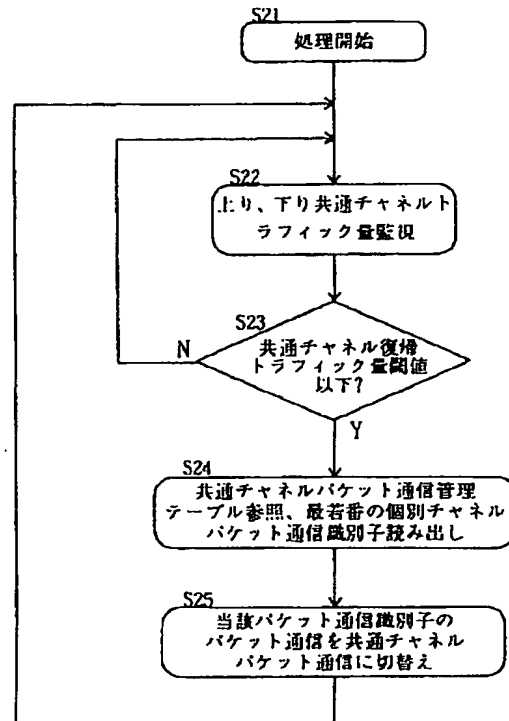 S21
処理開始
S22
上り、下り共通チャネルト
ラフィック量監視
S23
共通チャネル復帰
トラフィック量閾値
以下?
N
Y
S24
共通チャネルパケット通信管理
テーブル参照、最若番の個別チャネル
パケット通信識別子読み出し
S25
当該パケット通信識別子の
パケット通信を共通チャネル
パケット通信に切替え